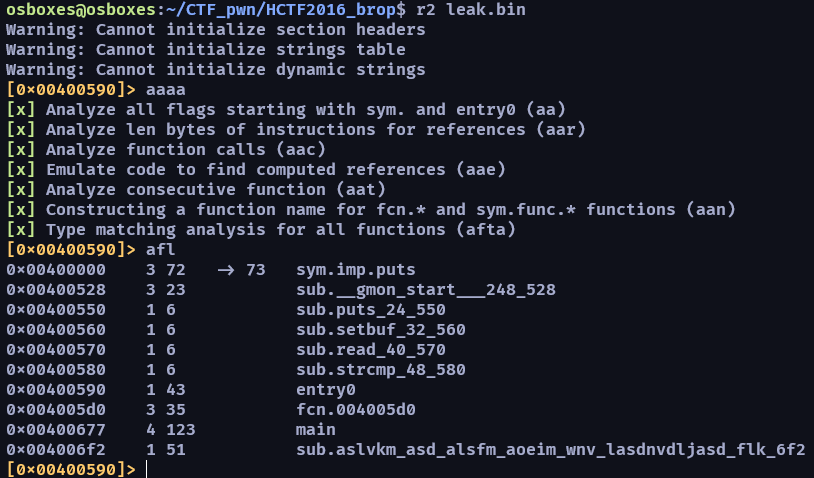 osboxes@osboxes:~/CTF_pwn/HCTF2016_brop$ r2 leak.bin
Warning: Cannot initialize section headers
Warning: Cannot initialize strings table
Warning: Cannot initialize dynamic strings
[0×00400590]> aaaa
[x] Analyze all flags starting with sym. and entry0 (aa)
[x] Analyze len bytes of instructions for references (aar)
[x] Analyze function calls (aac)
[x] Emulate code to find computed references (aae)
[x] Analyze consecutive function (aat)
[x] Constructing a function name for fcn.* and sym.func.* functions (aan)
[x] Type matching analysis for all functions (afta)
[0×00400590]> afl
0×00400000    3 72   → 73   sym.imp.puts
0×00400528    3 23           sub.__gmon_start___248_528
0×00400550    1 6            sub.puts_24_550
0×00400560    1 6            sub.setbuf_32_560
0×00400570    1 6            sub.read_40_570
0×00400580    1 6            sub.strcmp_48_580
0×00400590    1 43           entry0
0×004005d0    3 35           fcn.004005d0
0×00400677    4 123          main
0×004006f2    1 51           sub.aslvkm_asd_alsfm_aoeim_wnv_lasdnvdljasd_flk_6f2
[0×00400590]>